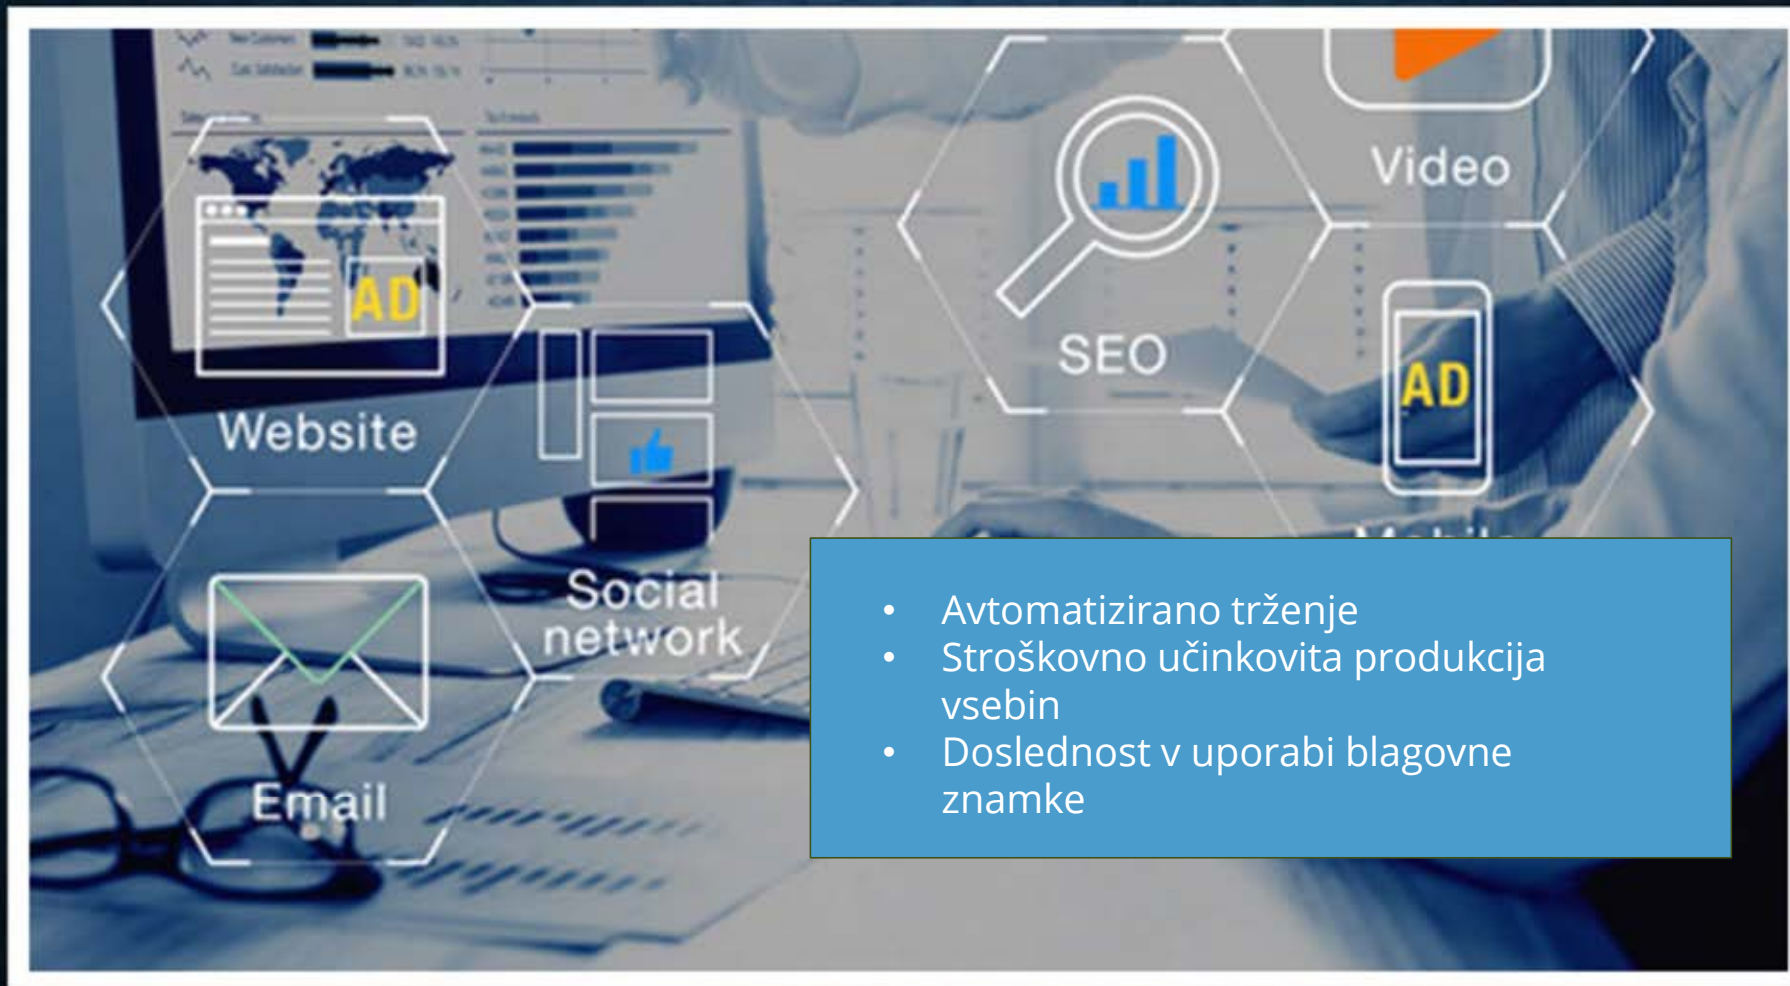 Video
AD
SEO
AD
Website
Social
network
Email
• Avtomatizirano trženje
• Stroškovno učinkovita produkcija
vsebin
• Doslednost v uporabi blagovne
znamke